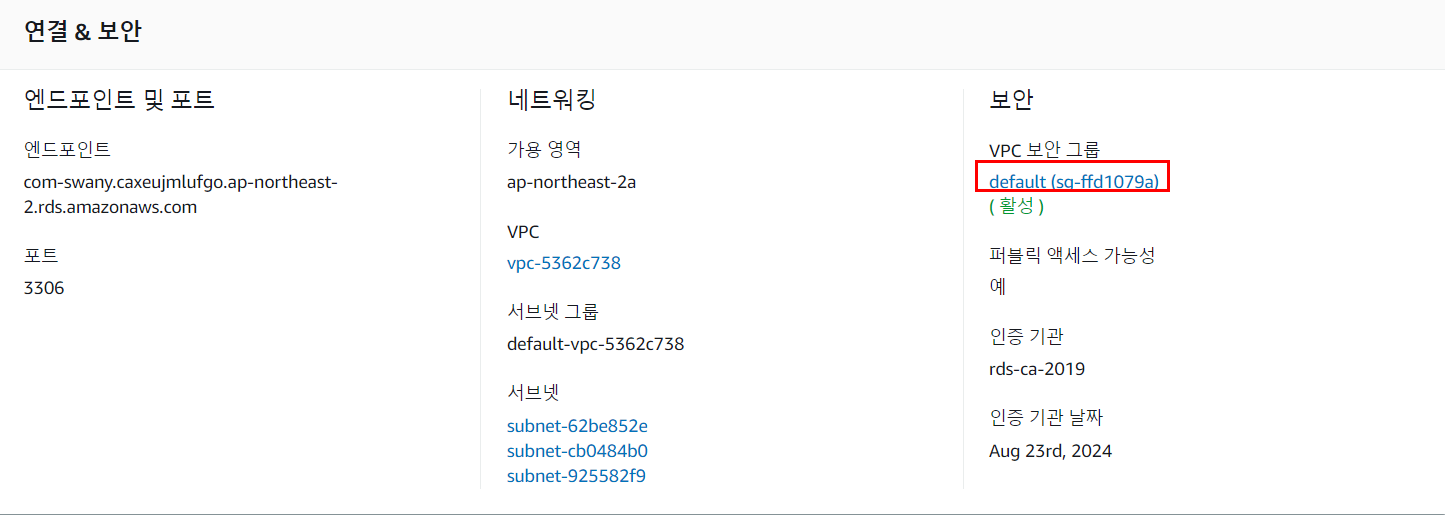 연결 & 보안
엔드포인트 및 포트
엔드포인트
com-swany.caxeujmlufgo.ap-northeast-
2.rds.amazonaws.com
포트
3306
네트워킹
가용 영역
ap-northeast-2a
VPC
vpc-5362c738
서브넷 그룹
default-vpc-5362c738
서브넷
subnet-62be852e
subnet-cb0484b0
subnet-925582f9
보안
VPC 보안 그룹
default (sg-ffd1079a)
( 활성 )
퍼블릭 액세스 가능성
예
인증 기관
rds-ca-2019
인증 기관 날짜
Aug 23rd, 2024